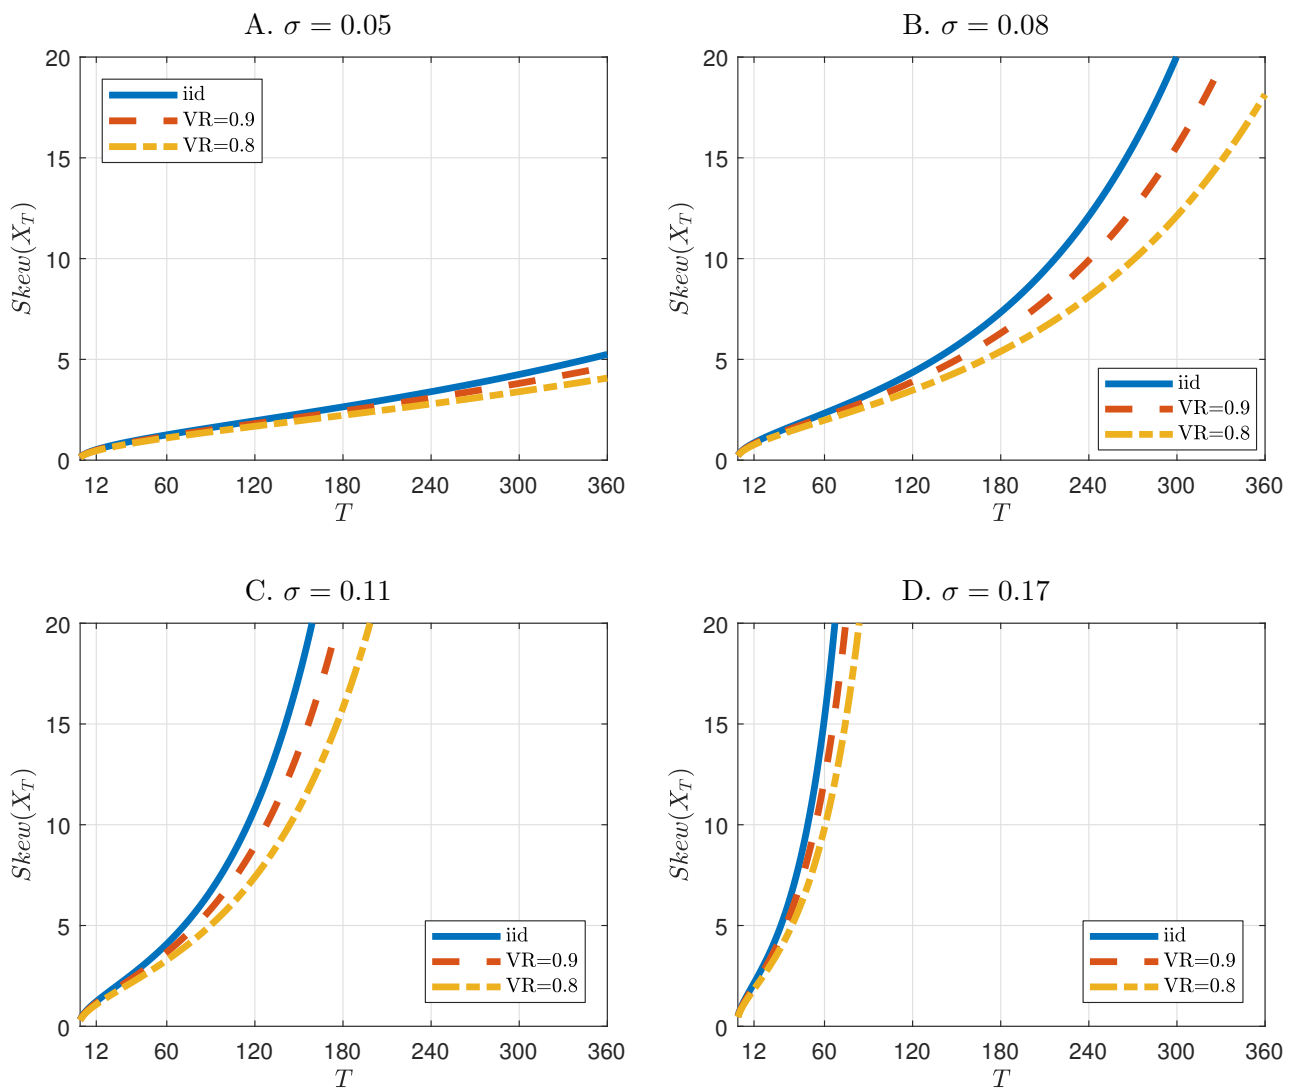 A. σ = 0.05
20
15
10
5
0
Skew(X_T)
iid
VR=0.9
VR=0.8
12 60 120 180 240 300 360
T
B. σ = 0.08
20
15
10
5
0
Skew(X_T)
iid
VR=0.9
VR=0.8
12 60 120 180 240 300 360
T
C. σ = 0.11
20
15
10
5
0
Skew(X_T)
iid
VR=0.9
VR=0.8
12 60 120 180 240 300 360
T
D. σ = 0.17
20
15
10
5
0
Skew(X_T)
iid
VR=0.9
VR=0.8
12 60 120 180 240 300 360
T